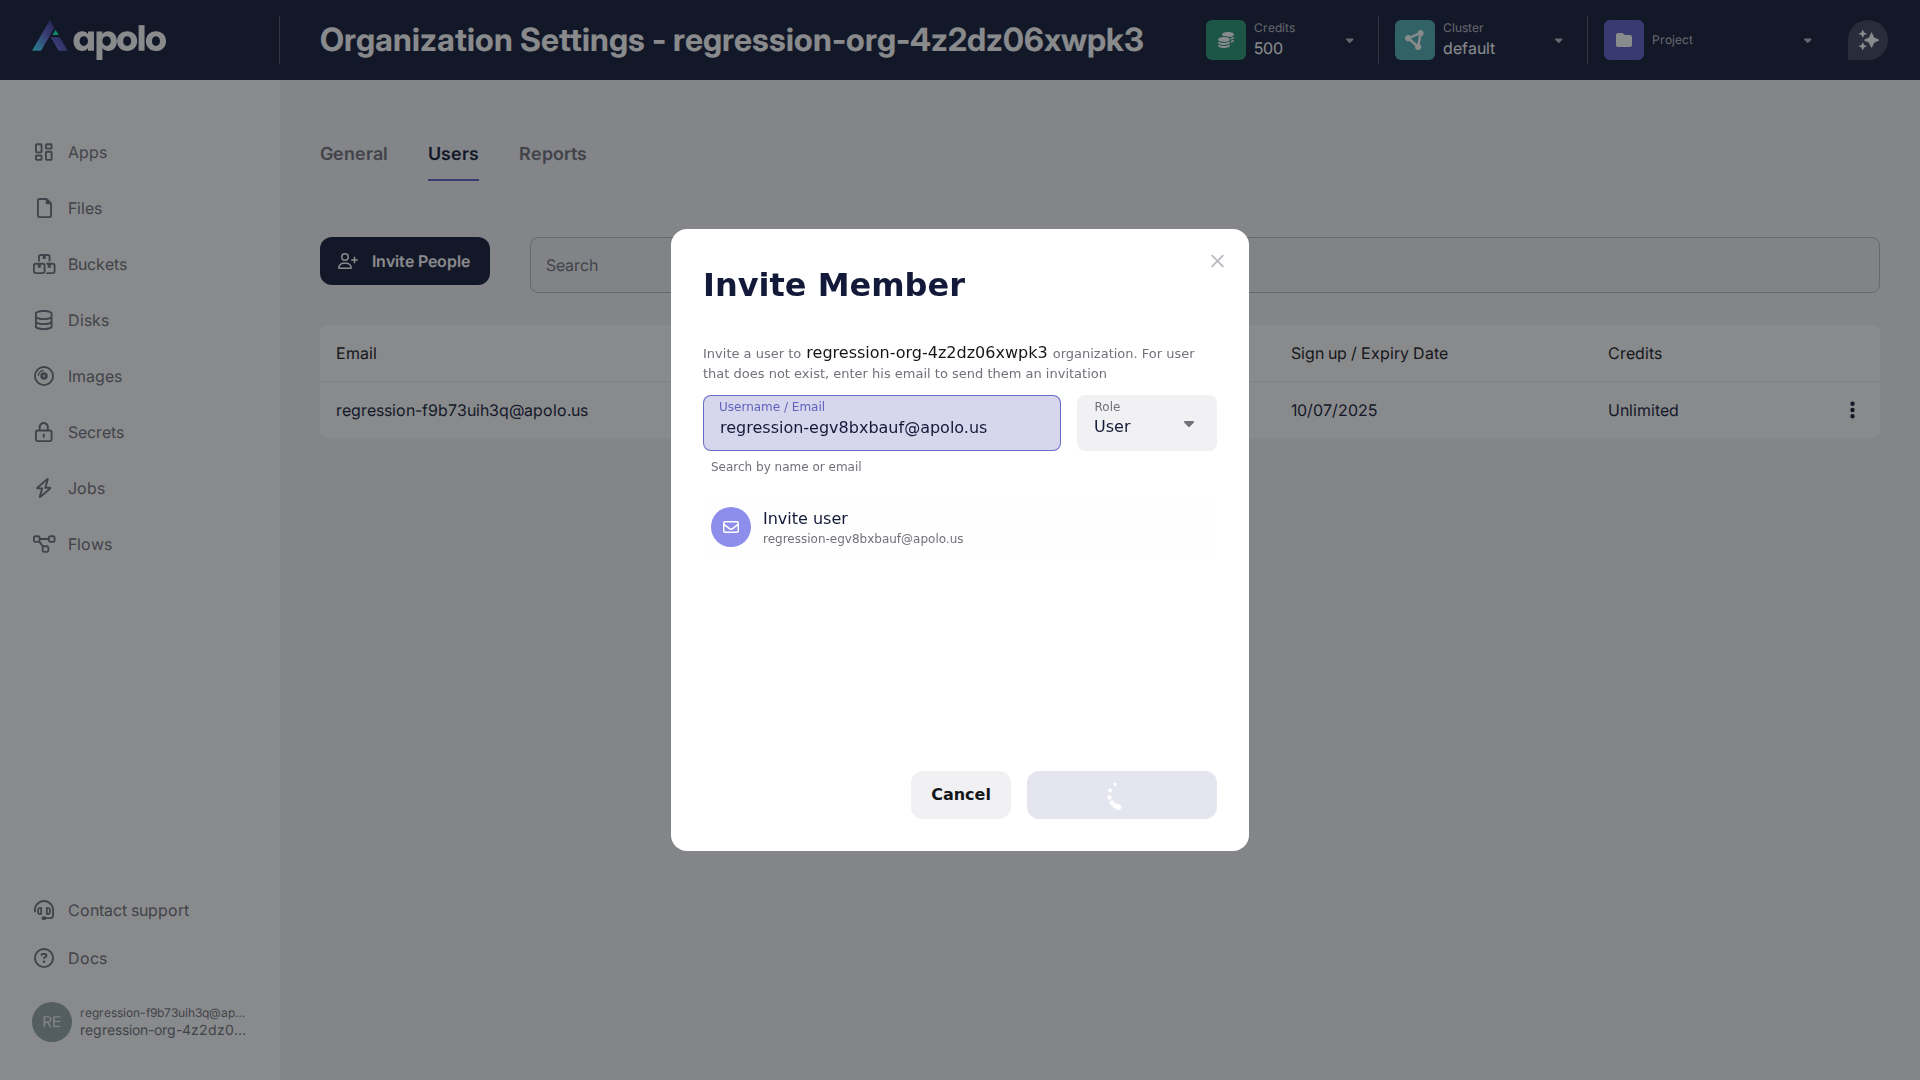 apolo
Organization Settings - regression-org-4z2dz06xwpk3
Credits
500
Cluster
default
Project
Apps
Files
Buckets
Disks
Images
Secrets
Jobs
Flows
Contact support
Docs
RE
regression-f9b73uih3q@ap...
regression-org-4z2dz0...
General
Users
Reports
Invite People
Search
Email
Sign up / Expiry Date
Credits
regression-f9b73uih3q@apolo.us
10/07/2025
Unlimited
Invite Member
Invite a user to regression-org-4z2dz06xwpk3 organization. For user
that does not exist, enter his email to send them an invitation
Username / Email
regression-egv8bxbauf@apolo.us
Role
User
Search by name or email
Invite user
regression-egv8bxbauf@apolo.us
Cancel